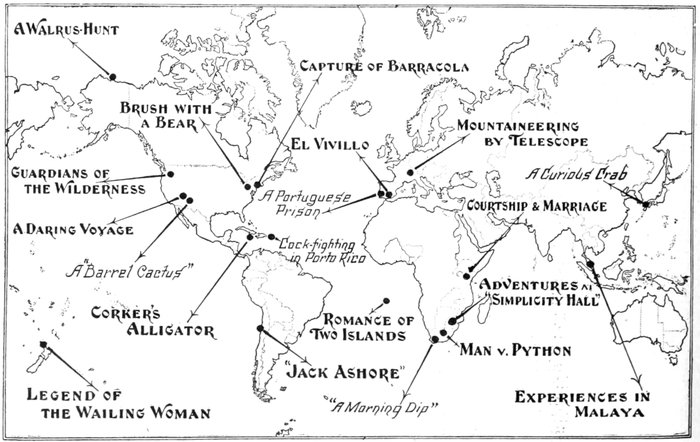 A WALRUS-HUNT
CAPTURE OF BARRACOLA
BRUSH WITH
A BEAR
EL VIVILLO
MOUNTAINEERING
BY TELESCOPE
GUARDIANS OF
THE WILDERNESS
A Portuguese
Prison
A Curious Crab
COURTSHIP & MARRIAGE
A DARING VOYAGE
Cock-fighting
in Porto Rico
A "Barrel Cactus"
ADVENTURES AT
"SIMPLICITY HALL"
CORKER'S
ALLIGATOR
ROMANCE OF
TWO ISLANDS
MAN V. PYTHON
"JACK ASHORE"
"A Morning Dip"
LEGEND OF
THE WAILING WOMAN
EXPERIENCES IN
MALAYA